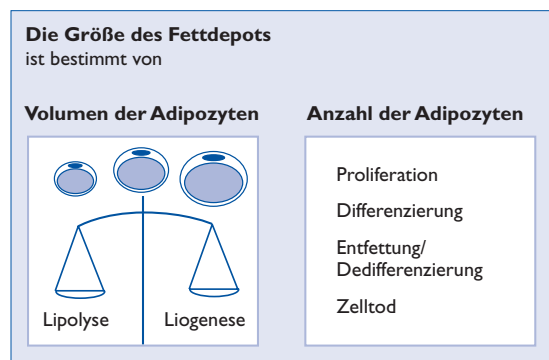 Die Größe des Fettdepots
ist bestimmt von
Volumen der Adipozyten
Lipolyse
Liogenese
Anzahl der Adipozyten
Proliferation
Differenzierung
Entfettung/
Dedifferenzierung
Zelltod